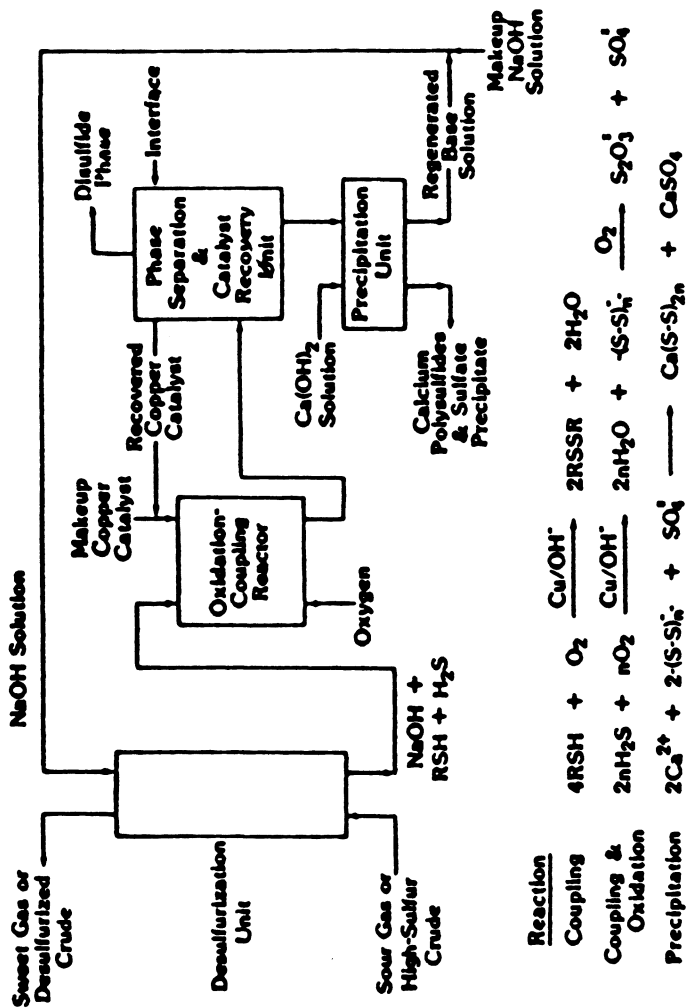 NaOH Solution
Sweet Gas or
Desulfurized
Crude
Desulfurization
Unit
Sour Gas or
High-Sulfur
Crude
NaOH +
RSH + H₂S
Makeup
Copper
Catalyst
Recovered
Copper
Catalyst
Oxidation-
Coupling
Reactor
Oxygen
Disulfide
Phase
Interface
Phase
Separation
&
Catalyst
Recovery
Unit
Ca(OH)₂
Solution
Precipitation
Unit
Calcium
Polysulfides
& Sulfate
Precipitate
Regenerated
Base
Solution
Makeup
NaOH
Solution
Reaction
Coupling 4RSH + O₂ Cu/OH⁻ 2RSSR + 2H₂O
Coupling & Oxidation 2nH₂S + nO₂ Cu/OH⁻ 2nH₂O + -(S-S)ₙ⁻· O₂ S₂O₃⁼ + SO₄⁼
Precipitation 2Ca²⁺ + 2-(S-S)ₙ⁻· + SO₄⁼ → Ca(S-S)₂ₙ + CaSO₄